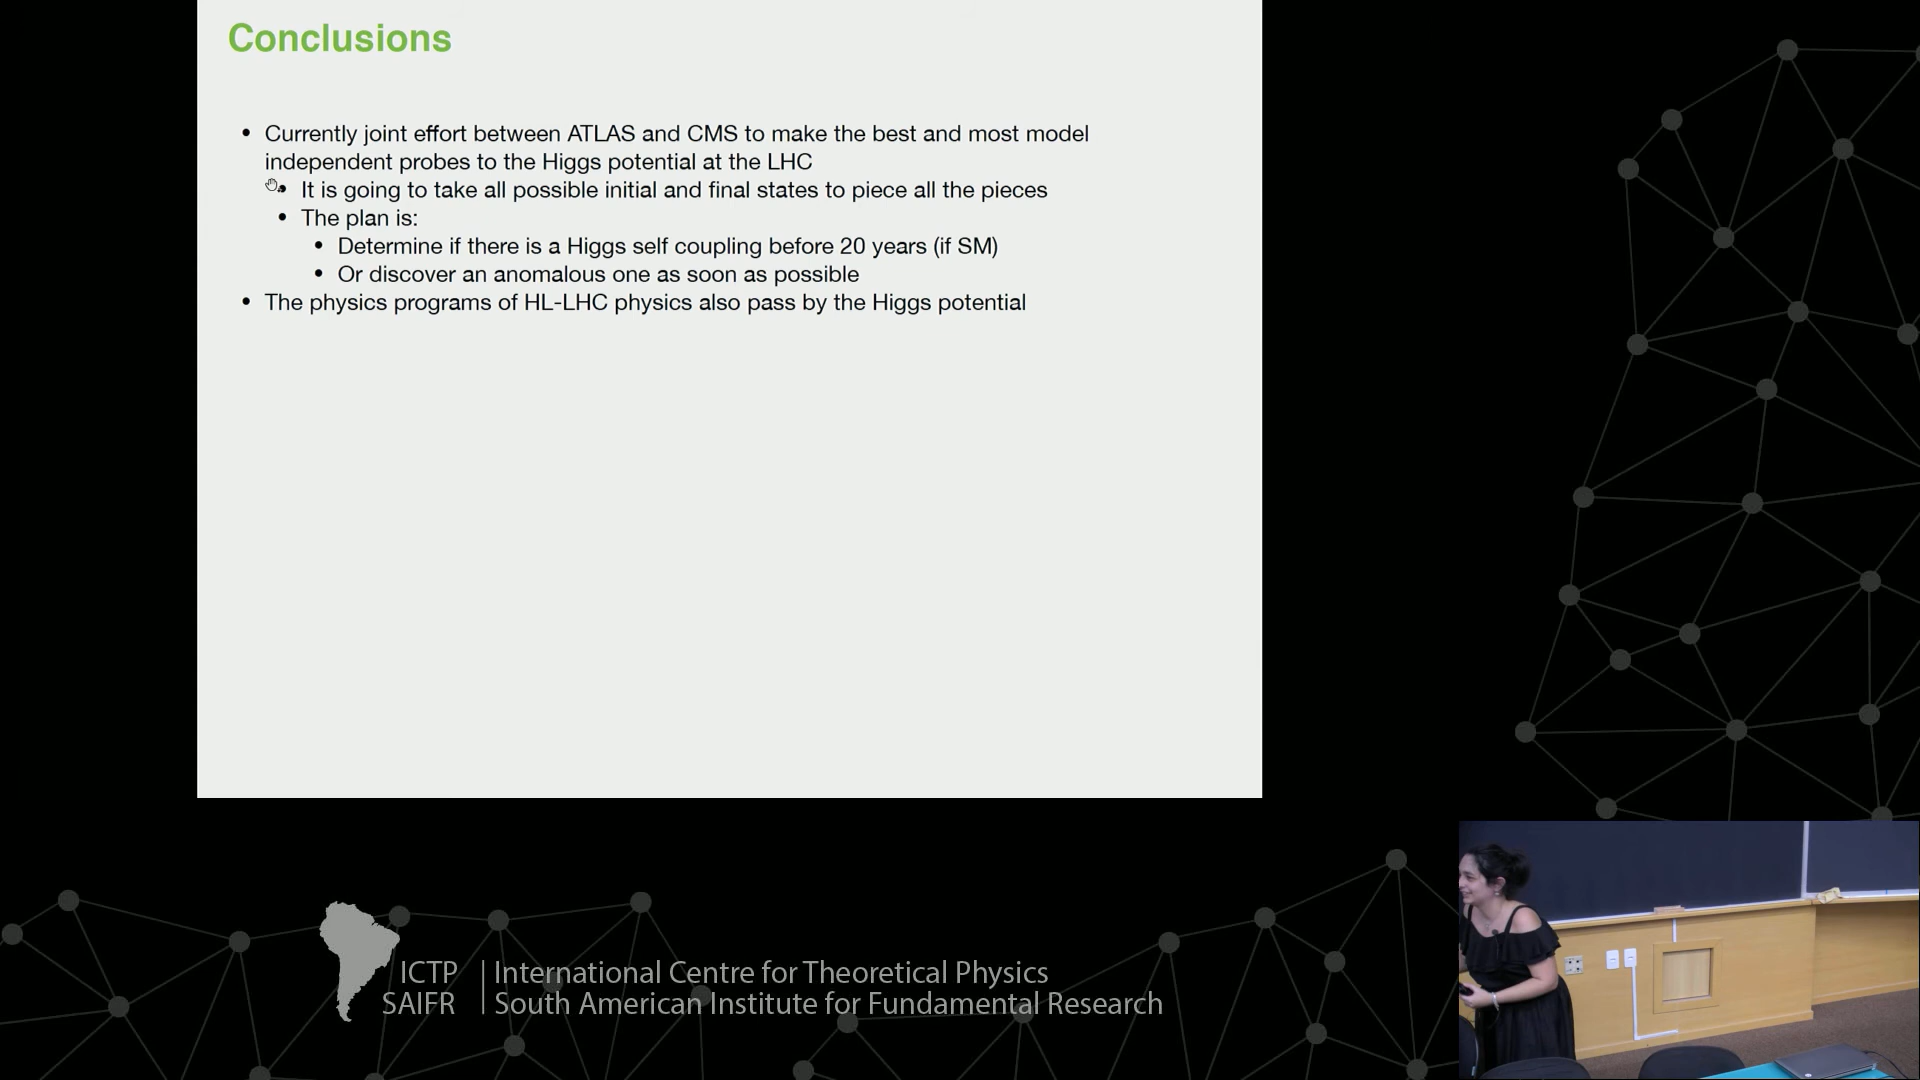 Conclusions
• Currently joint effort between ATLAS and CMS to make the best and most model
independent probes to the Higgs potential at the LHC
• It is going to take all possible initial and final states to piece all the pieces
• The plan is:
• Determine if there is a Higgs self coupling before 20 years (if SM)
• Or discover an anomalous one as soon as possible
• The physics programs of HL-LHC physics also pass by the Higgs potential
ICTP | International Centre for Theoretical Physics
SAIFR | South American Institute for Fundamental Research